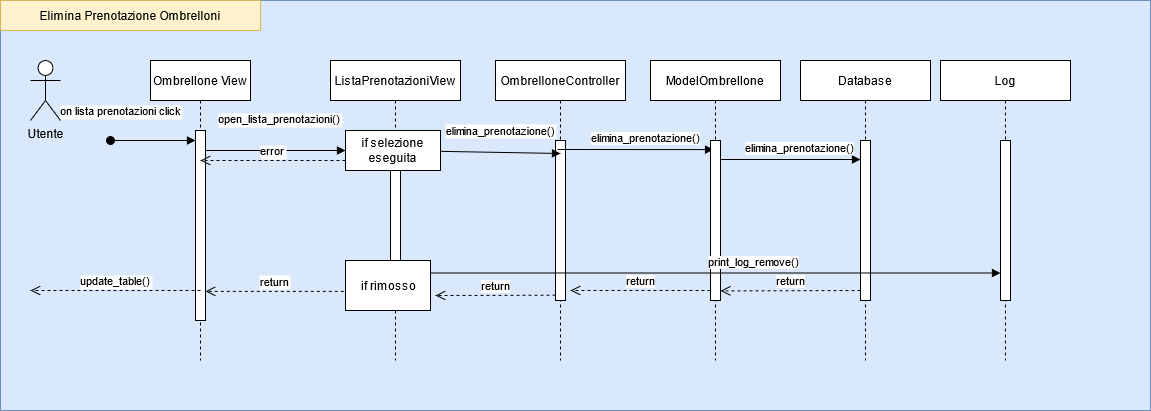 Elimina Prenotazione Ombrelloni
Ombrellone View
ListaPrenotazioniView
OmbrelloneController
ModelOmbrellone
Database
Log
Utente
on lista prenotazioni click
open_lista_prenotazioni()
error
if selezione
eseguita
elimina_prenotazione()
elimina_prenotazione()
elimina_prenotazione()
print_log_remove()
update_table()
return
if rimosso
return
return
return